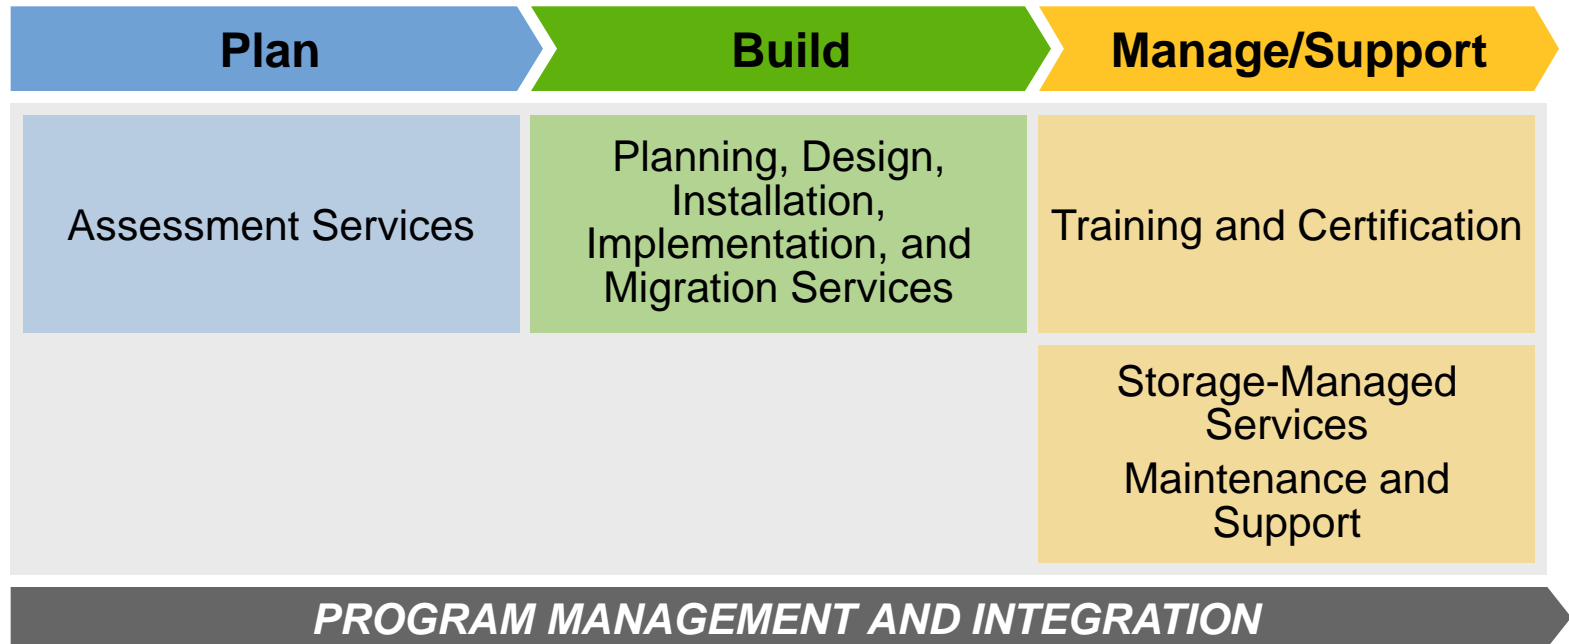 Plan
Build
Manage/Support
Assessment Services
Planning, Design,
Installation,
Implementation, and
Migration Services
Training and Certification
Storage-Managed
Services
Maintenance and
Support
PROGRAM MANAGEMENT AND INTEGRATION